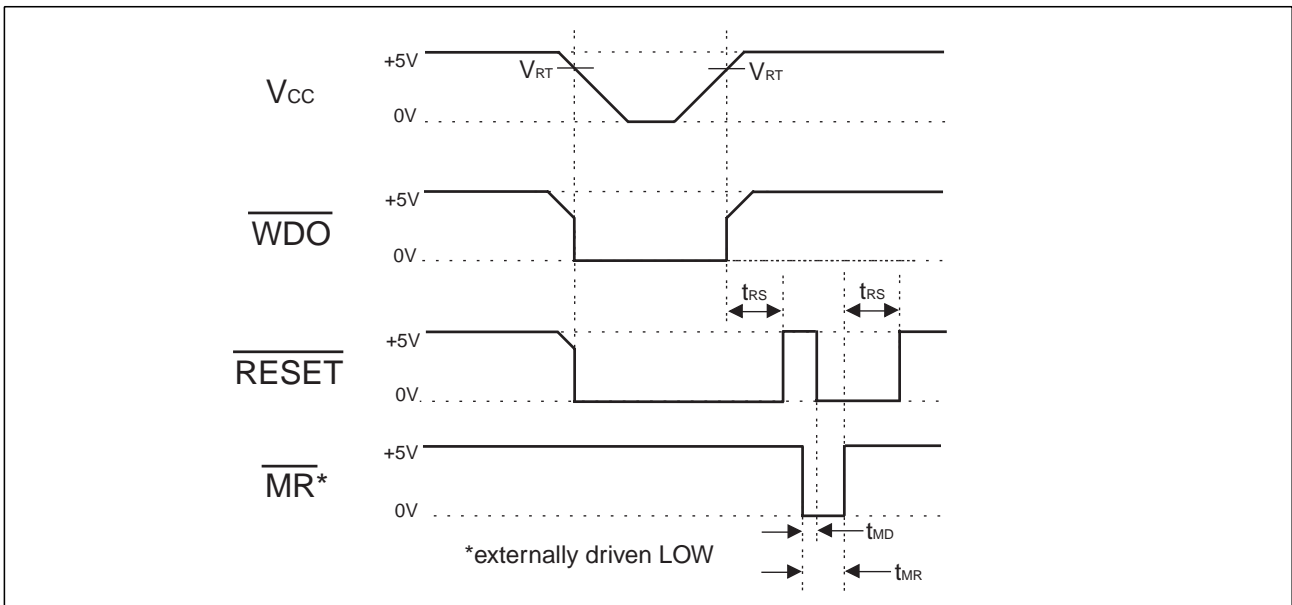 +5V
VRT
VRT
VCC
0V
+5V
WDO
0V
tRS
tRS
+5V
RESET
0V
+5V
MR*
0V
tMD
*externally driven LOW
tMR